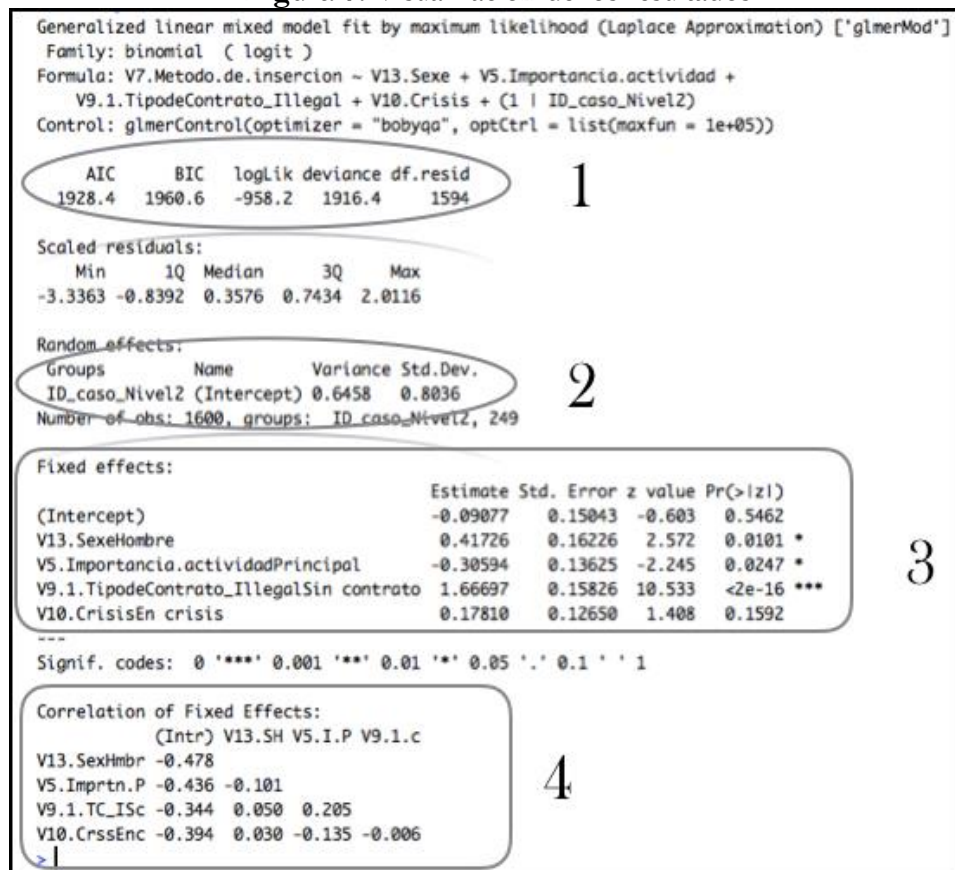 Generalized linear mixed model fit by maximum likelihood (Laplace Approximation) ['glmerMod']
Family: binomial ( logit )
Formula: V7.Metodo.de.insercion ~ V13.Sexe + V5.Importancia.actividad +
V9.1.TipodeContrato_Illegal + V10.Crisis + (1 | ID_caso_Nivel2)
Control: glmerControl(optimizer = "bobyqa", optCtrl = list(maxfun = 1e+05))
AIC BIC logLik deviance df.resid
1928.4 1960.6 -958.2 1916.4 1594
1
Scaled residuals:
Min 1Q Median 3Q Max
-3.3363 -0.8392 0.3576 0.7434 2.0116
Random effects:
Groups Name Variance Std.Dev.
ID_caso_Nivel2 (Intercept) 0.6458 0.8036
Number of obs: 1600, groups: ID_caso_Nivel2, 249
2
Fixed effects:
Estimate Std. Error z value Pr(>|z|)
(Intercept) -0.09077 0.15043 -0.603 0.5462
V13.SexeHombre 0.41726 0.16226 2.572 0.0101 *
V5.Importancia.actividadPrincipal -0.30594 0.13625 -2.245 0.0247 *
V9.1.TipodeContrato_IllegalSin contrato 1.66697 0.15826 10.533 <2e-16 ***
V10.CrisisEn crisis 0.17810 0.12650 1.408 0.1592
3
---
Signif. codes: 0 '***' 0.001 '**' 0.01 '*' 0.05 '.' 0.1 ' ' 1
Correlation of Fixed Effects:
(Intr) V13.SH V5.I.P V9.1.c
V13.SexHmbr -0.478
V5.Imprtn.P -0.436 -0.101
V9.1.TC_ISc -0.344 0.050 0.205
V10.CrssEnc -0.394 0.030 -0.135 -0.006
>
4